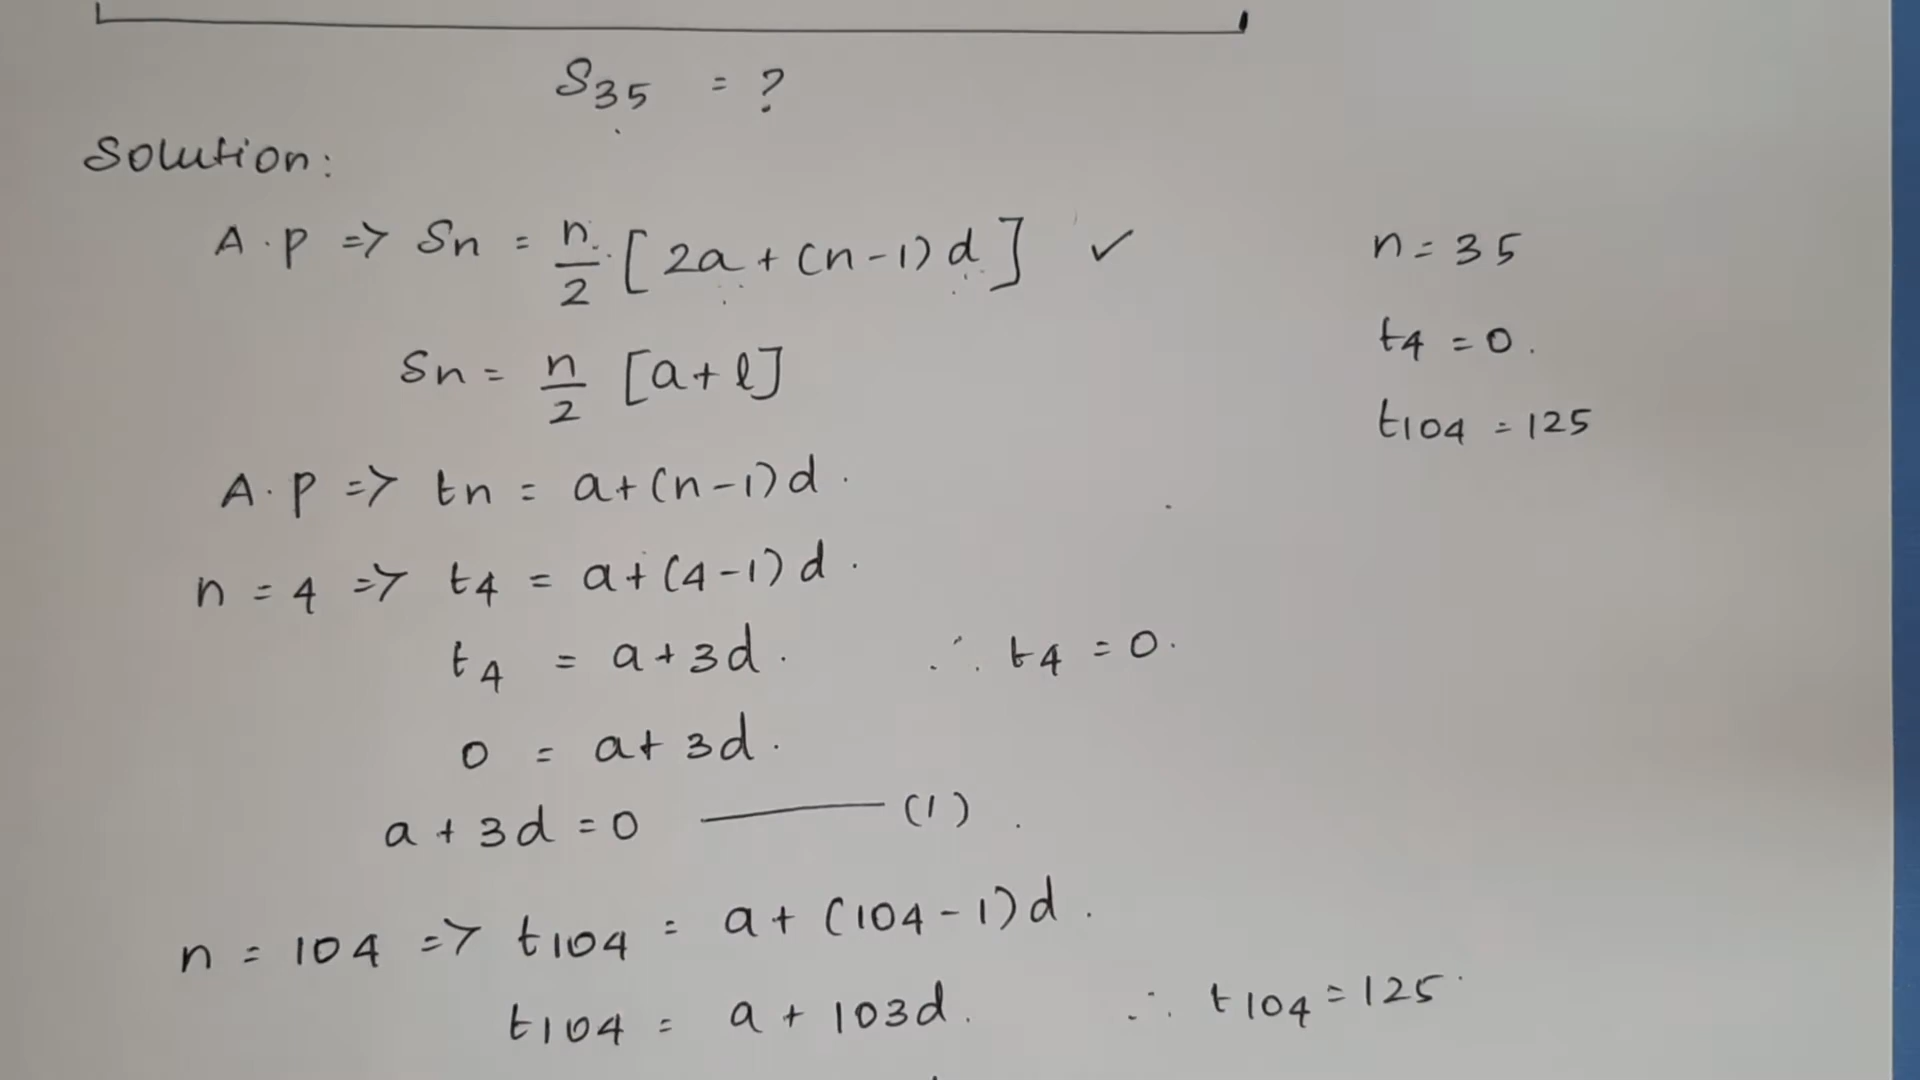 S35 = ?
Solution:
A.p => Sn = n/2 [2a + (n-1)d] ✓
n = 35
Sn = n/2 [a+l]
t4 = 0.
t104 = 125
A.p => tn = a+(n-1)d.
n = 4 => t4 = a+(4-1)d.
t4 = a+3d. ∴ t4 = 0.
0 = a+3d.
a+3d = 0 ——— (1).
n = 104 => t104 = a+(104-1)d.
t104 = a+103d. ∴ t104 = 125.